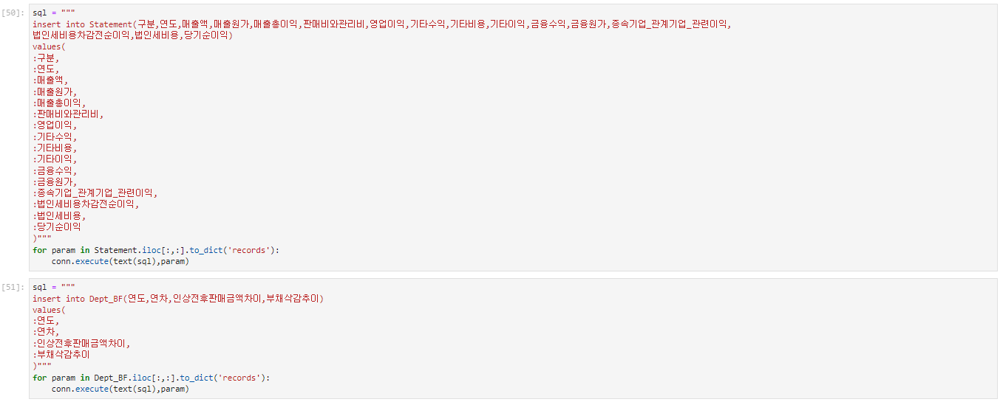 [50]: sql = """
insert into Statement(구분,연도,매출액,매출원가,매출총이익,판매비와관리비,영업이익,기타수익,기타비용,기타이익,금융수익,금융원가,종속기업_관계기업_관련이익,
법인세비용차감전순이익,법인세비용,당기순이익)
values(
:구분,
:연도,
:매출액,
:매출원가,
:매출총이익,
:판매비와관리비,
:영업이익,
:기타수익,
:기타비용,
:기타이익,
:금융수익,
:금융원가,
:종속기업_관계기업_관련이익,
:법인세비용차감전순이익,
:법인세비용,
:당기순이익
)"""
for param in Statement.iloc[:,:].to_dict('records'):
    conn.execute(text(sql),param)
[51]: sql = """
insert into Dept_BF(연도,연차,인상전후판매금액차이,부채삭감추이)
values(
:연도,
:연차,
:인상전후판매금액차이,
:부채삭감추이
)"""
for param in Dept_BF.iloc[:,:].to_dict('records'):
    conn.execute(text(sql),param)